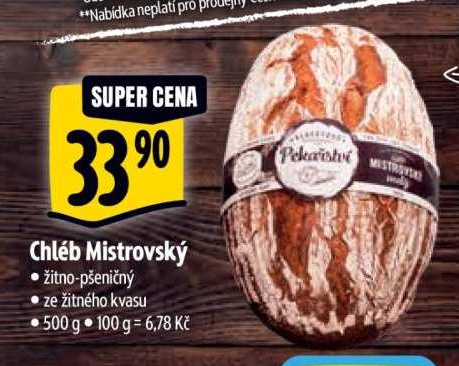 **Nabídka neplatí pro prodejny
SUPER CENA
33 90
Pekařství
MISTROVSKÝ
Chléb Mistrovský
• žitno-pšeničný
• ze žitného kvasu
• 500 g • 100 g = 6,78 Kč